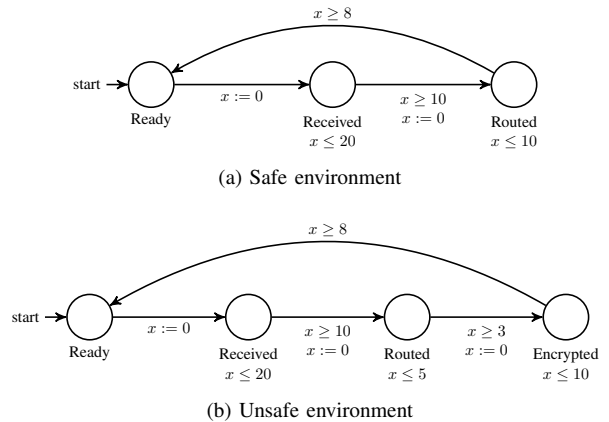 x ≥ 8
start
x := 0
x ≥ 10
x := 0
Ready
Received
x ≤ 20
Routed
x ≤ 10
(a) Safe environment
x ≥ 8
start
x := 0
x ≥ 10
x := 0
x ≥ 3
x := 0
Ready
Received
x ≤ 20
Routed
x ≤ 5
Encrypted
x ≤ 10
(b) Unsafe environment